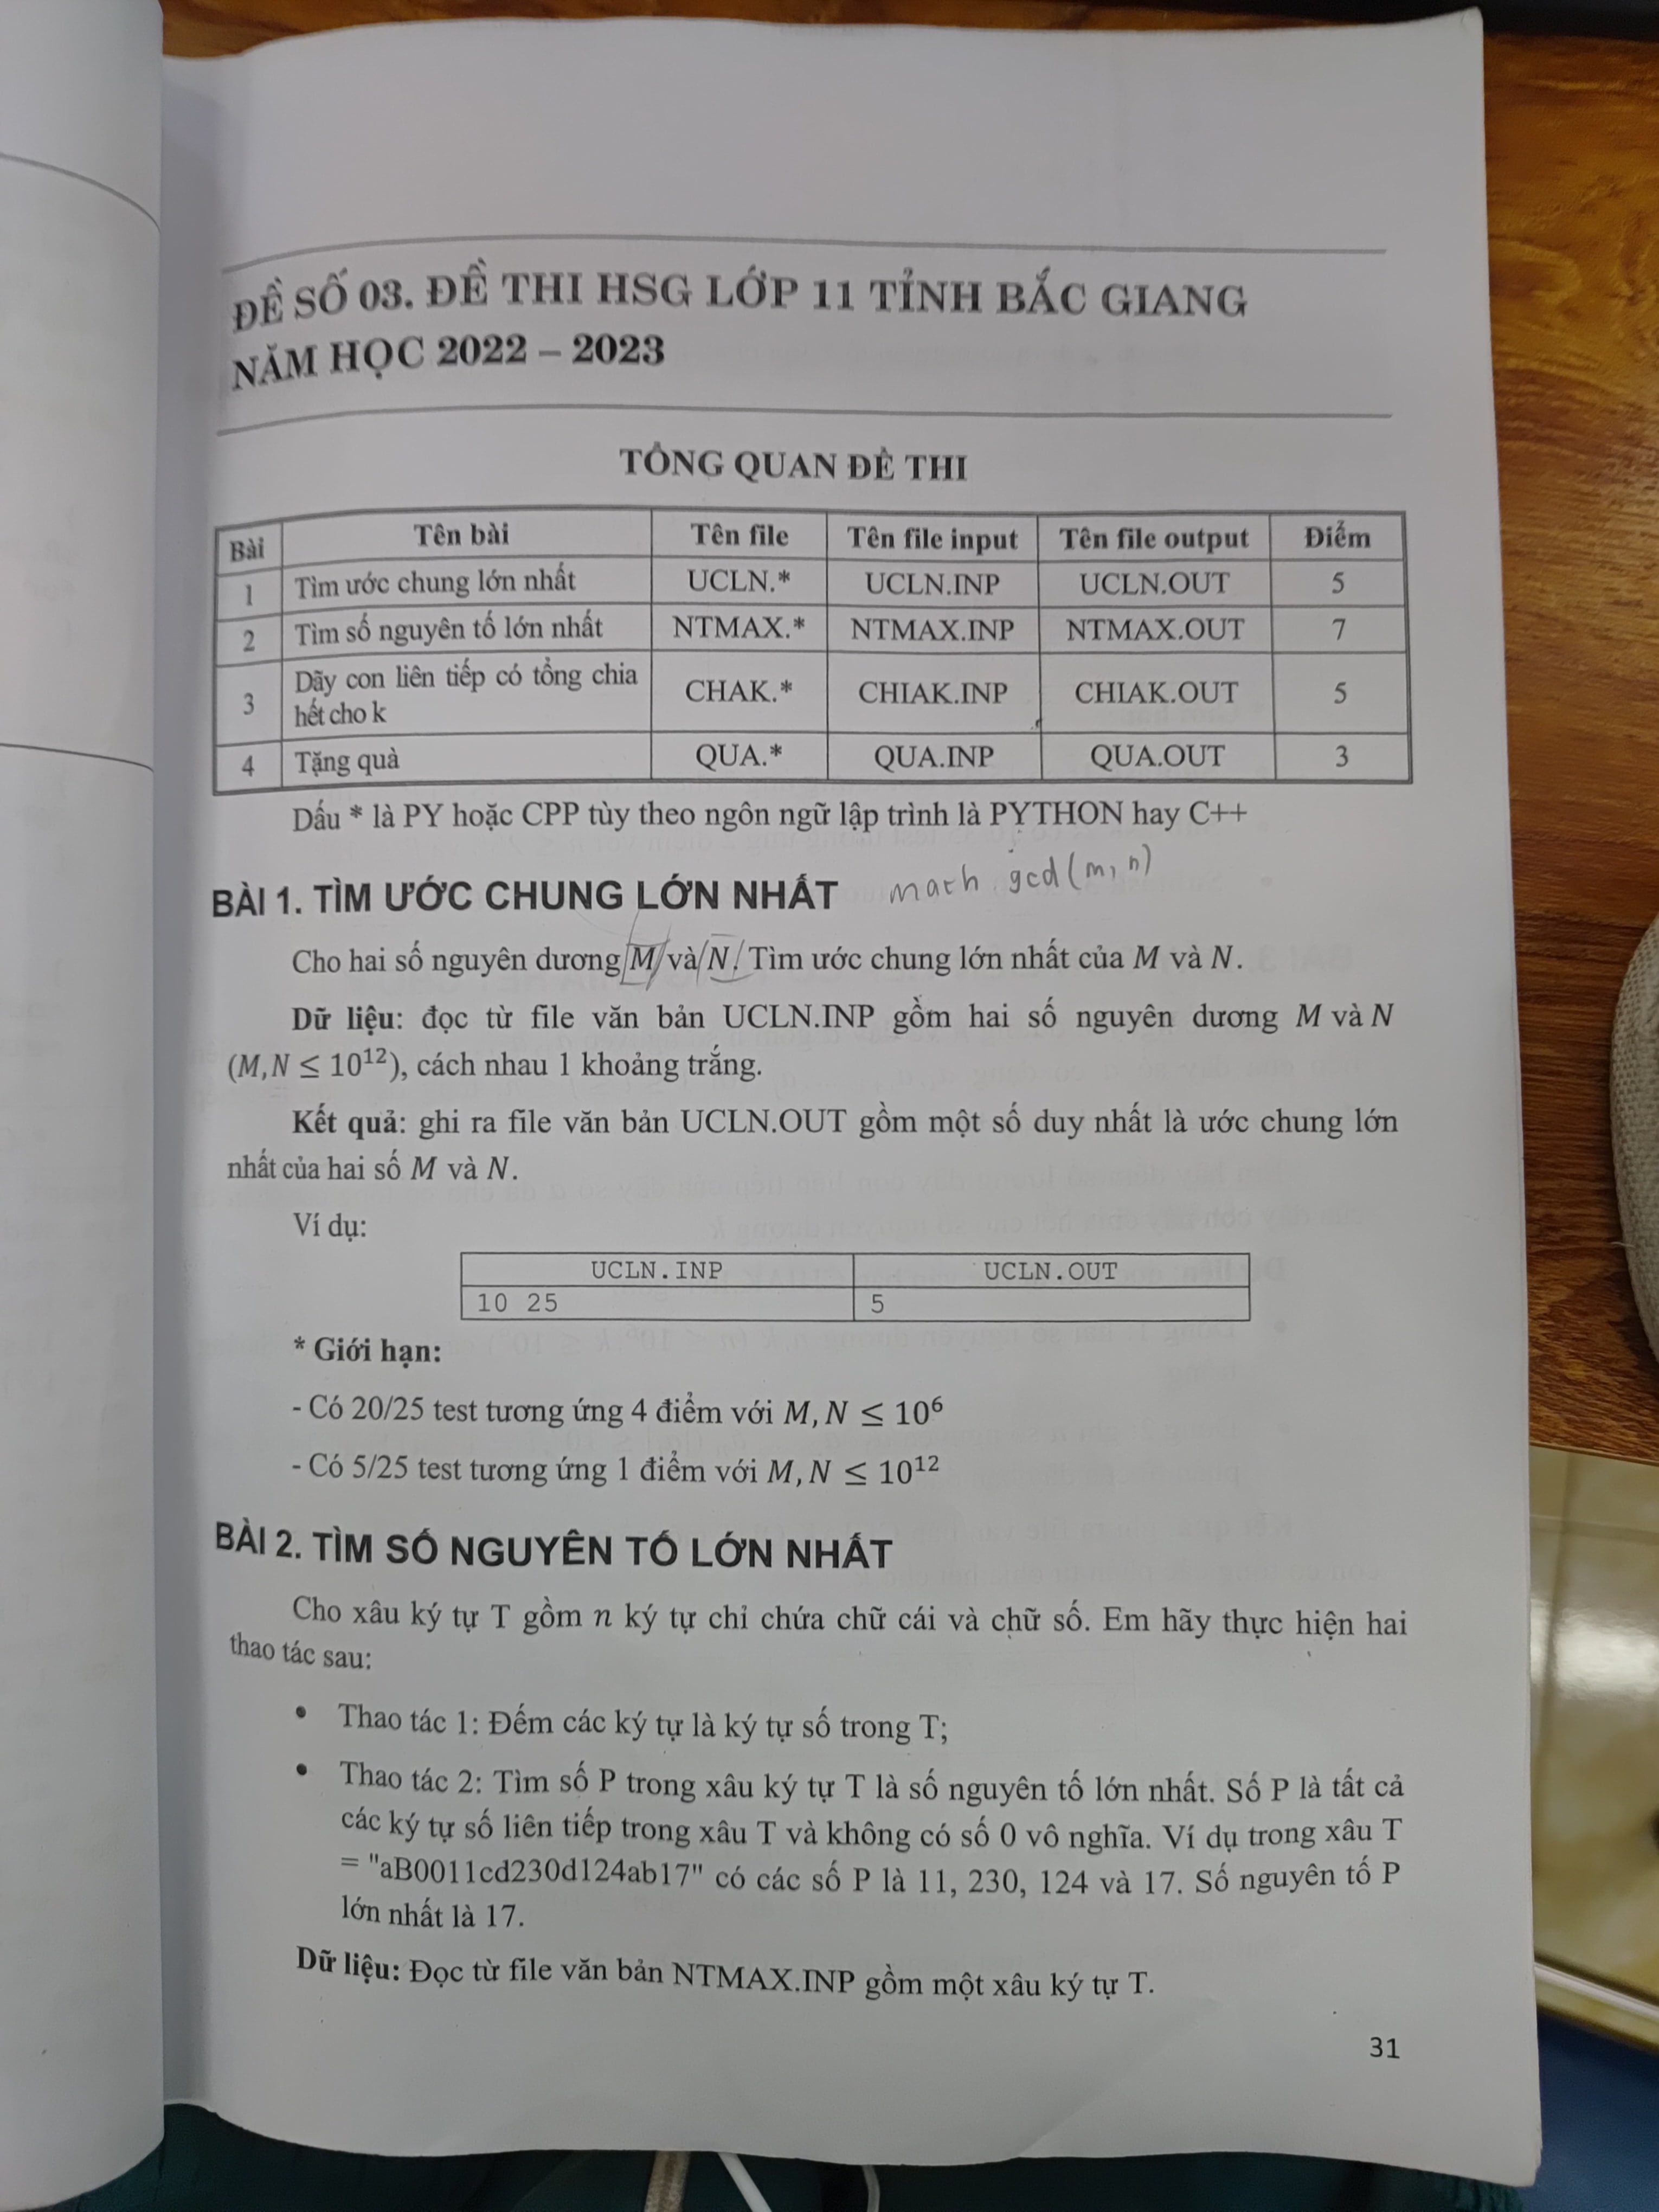 ĐỀ SỐ 03. ĐỀ THI HSG LỚP 11 TỈNH BẮC GIANG
NĂM HỌC 2022 – 2023
TỔNG QUAN ĐỀ THI
Bài Tên bài Tên file Tên file input Tên file output Điểm
1 Tìm ước chung lớn nhất UCLN.* UCLN.INP UCLN.OUT 5
2 Tìm số nguyên tố lớn nhất NTMAX.* NTMAX.INP NTMAX.OUT 7
3 Dãy con liên tiếp có tổng chia hết cho k CHAK.* CHIAK.INP CHIAK.OUT 5
4 Tặng quà QUA.* QUA.INP QUA.OUT 3
Dấu * là PY hoặc CPP tùy theo ngôn ngữ lập trình là PYTHON hay C++
BÀI 1. TÌM ƯỚC CHUNG LỚN NHẤT math gcd(m, n)
Cho hai số nguyên dương M và N. Tìm ước chung lớn nhất của M và N.
Dữ liệu: đọc từ file văn bản UCLN.INP gồm hai số nguyên dương M và N
(M,N ≤ 10¹²), cách nhau 1 khoảng trắng.
Kết quả: ghi ra file văn bản UCLN.OUT gồm một số duy nhất là ước chung lớn
nhất của hai số M và N.
Ví dụ:
UCLN.INP UCLN.OUT
10 25 5
* Giới hạn:
- Có 20/25 test tương ứng 4 điểm với M, N ≤ 10⁶
- Có 5/25 test tương ứng 1 điểm với M, N ≤ 10¹²
BÀI 2. TÌM SỐ NGUYÊN TỐ LỚN NHẤT
Cho xâu ký tự T gồm n ký tự chỉ chứa chữ cái và chữ số. Em hãy thực hiện hai
thao tác sau:
• Thao tác 1: Đếm các ký tự là ký tự số trong T;
• Thao tác 2: Tìm số P trong xâu ký tự T là số nguyên tố lớn nhất. Số P là tất cả
các ký tự số liên tiếp trong xâu T và không có số 0 vô nghĩa. Ví dụ trong xâu T
= "aB0011cd230d124ab17" có các số P là 11, 230, 124 và 17. Số nguyên tố P
lớn nhất là 17.
Dữ liệu: Đọc từ file văn bản NTMAX.INP gồm một xâu ký tự T.
31